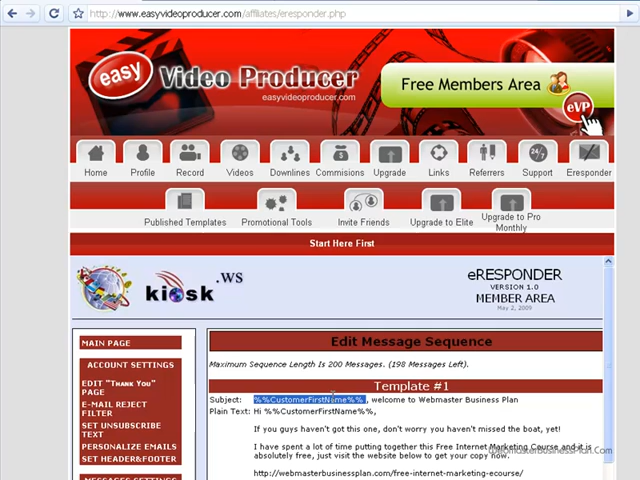 http://www.easyvideoproducer.com/affiliates/eresponder.php
easy Video Producer
easyvideoproducer.com
Free Members Area
eVP
Home Profile Record Videos Downlines Commisions Upgrade Links Referrers Support Eresponder
24/7
Published Templates Promotional Tools Invite Friends Upgrade to Elite Upgrade to Pro Monthly
Start Here First
kiosk .WS
eRESPONDER
VERSION 1.0
MEMBER AREA
May 2, 2009
MAIN PAGE
ACCOUNT SETTINGS
EDIT "THANK YOU"
PAGE
E-MAIL REJECT
FILTER
SET UNSUBSCRIBE
TEXT
PERSONALIZE EMAILS
SET HEADER&FOOTER
MESSAGES SETTINGS
Edit Message Sequence
Maximum Sequence Length Is 200 Messages. (198 Messages Left).
Template #1
Subject: %%CustomerFirstName%%, welcome to Webmaster Business Plan
Plain Text: Hi %%CustomerFirstName%%,
If you guys haven't got this one, don't worry you haven't missed the boat, yet!
I have spent a lot of time putting together this Free Internet Marketing Course and it is
absolutely free, just visit the website below to get your copy now.
WebmasterBusinessPlan.Com
http://webmasterbusinessplan.com/free-internet-marketing-ecourse/